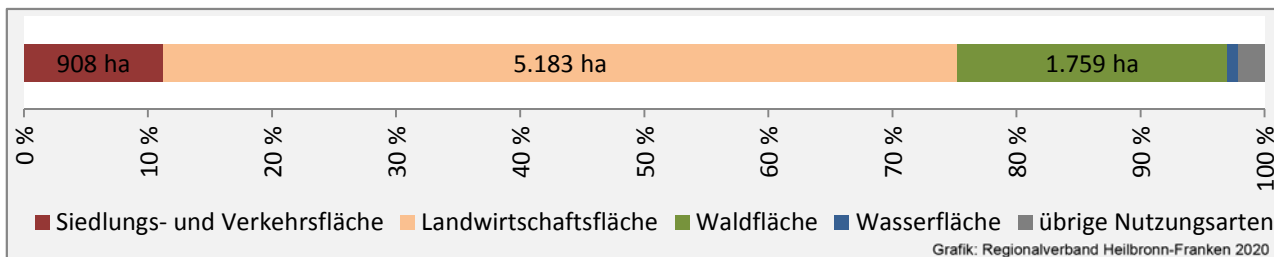 908 ha 5.183 ha 1.759 ha
0 % 10 % 20 % 30 % 40 % 50 % 60 % 70 % 80 % 90 % 100 %
Siedlungs- und Verkehrsfläche Landwirtschaftsfläche Waldfläche Wasserfläche übrige Nutzungsarten
Grafik: Regionalverband Heilbronn-Franken 2020